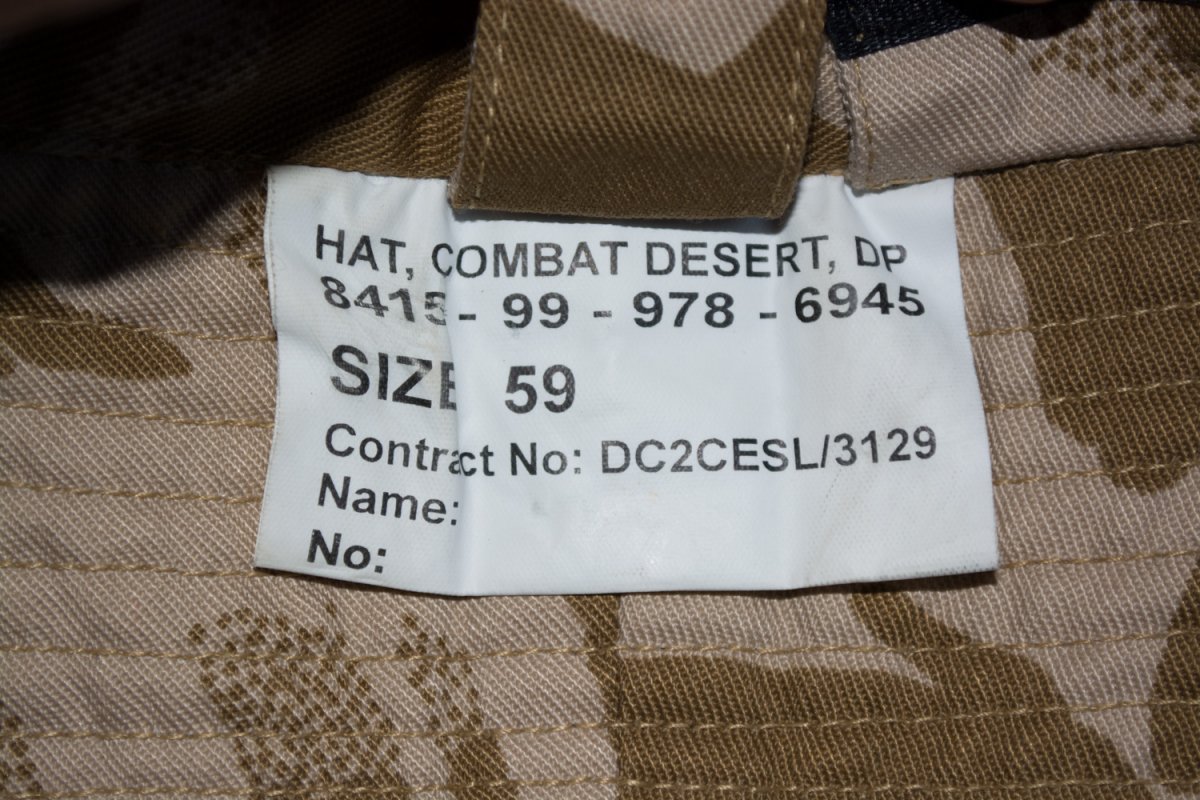 HAT, COMBAT DESERT, DP
8415 - 99 - 978 - 6945
SIZE 59
Contract No: DC2CESL/3129
Name:
No: